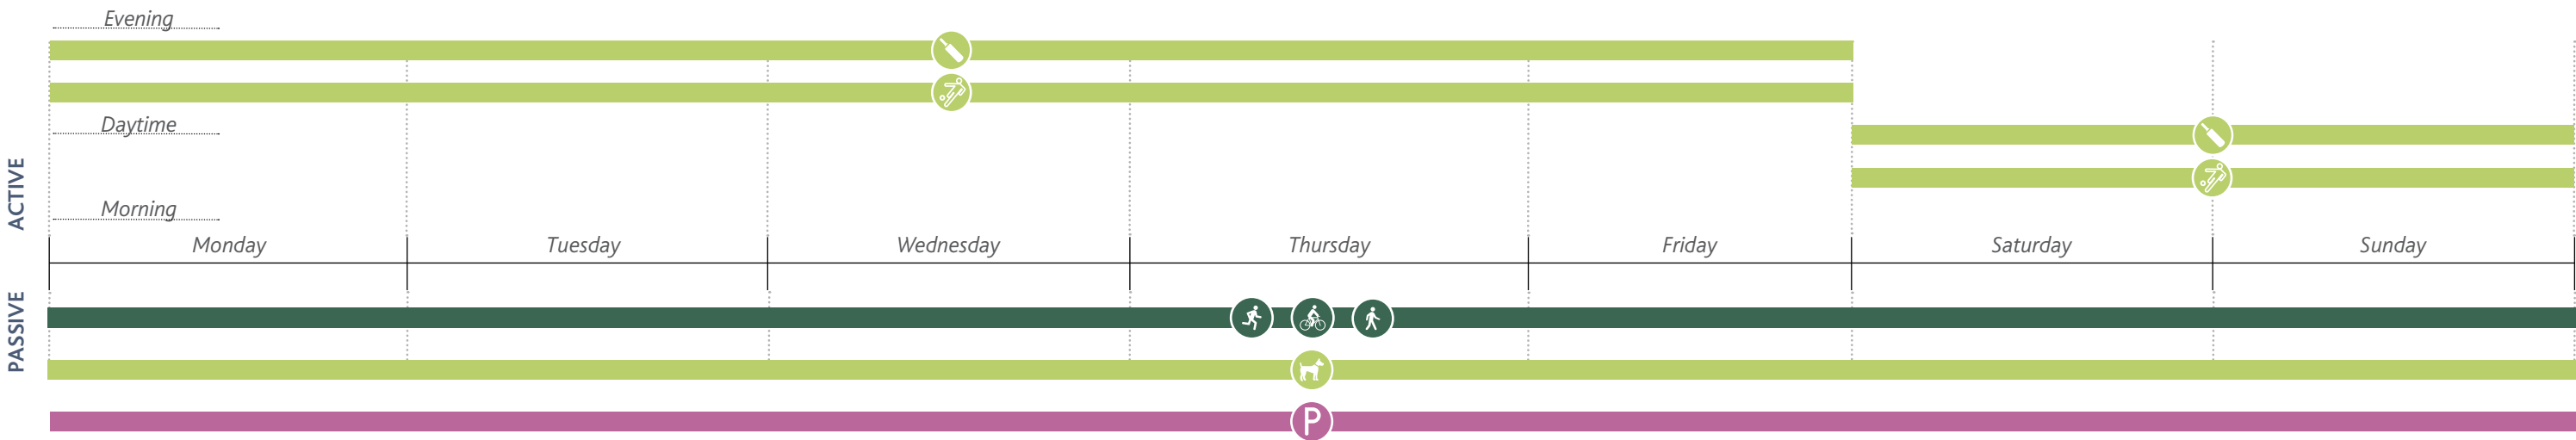 Evening
Daytime
Morning
ACTIVE
Monday Tuesday Wednesday Thursday Friday Saturday Sunday
PASSIVE
P